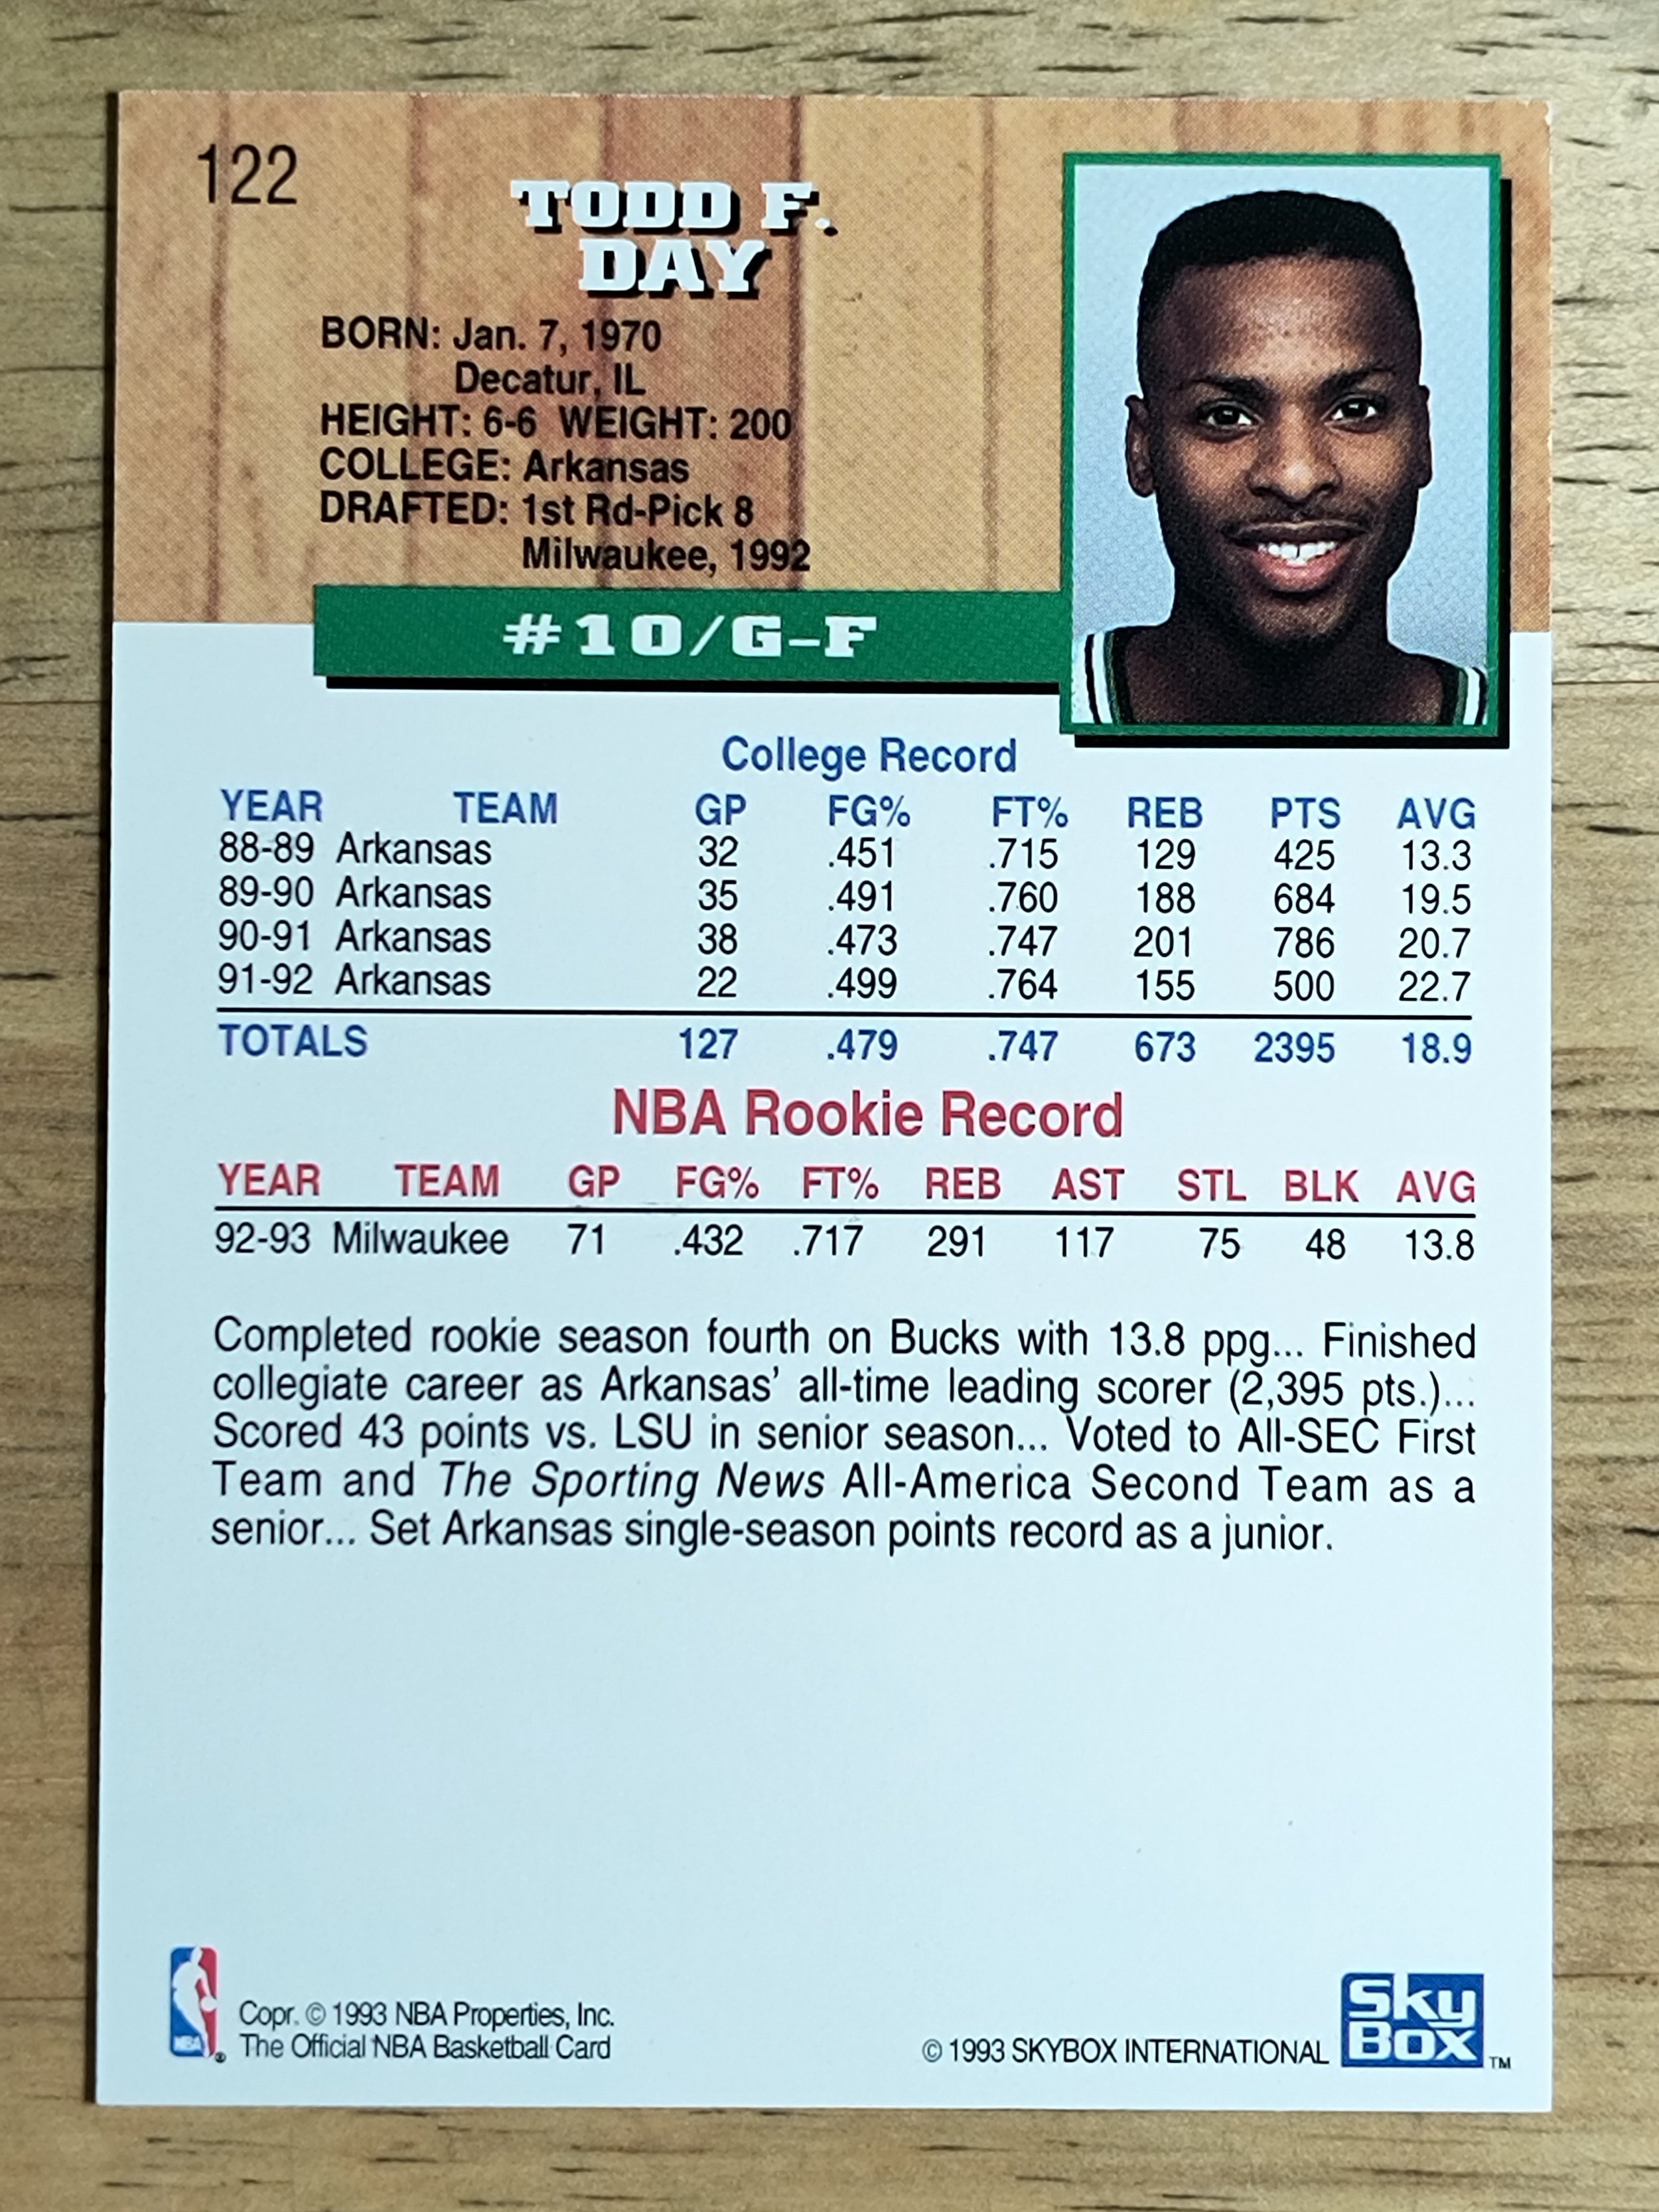 122
TODD F.
DAY
BORN: Jan. 7, 1970
Decatur, IL
HEIGHT: 6-6 WEIGHT: 200
COLLEGE: Arkansas
DRAFTED: 1st Rd-Pick 8
Milwaukee, 1992
#10/G-F
College Record
YEAR TEAM GP FG% FT% REB PTS AVG
88-89 Arkansas 32 .451 .715 129 425 13.3
89-90 Arkansas 35 .491 .760 188 684 19.5
90-91 Arkansas 38 .473 .747 201 786 20.7
91-92 Arkansas 22 .499 .764 155 500 22.7
TOTALS 127 .479 .747 673 2395 18.9
NBA Rookie Record
YEAR TEAM GP FG% FT% REB AST STL BLK AVG
92-93 Milwaukee 71 .432 .717 291 117 75 48 13.8
Completed rookie season fourth on Bucks with 13.8 ppg... Finished
collegiate career as Arkansas' all-time leading scorer (2,395 pts.)...
Scored 43 points vs. LSU in senior season... Voted to All-SEC First
Team and The Sporting News All-America Second Team as a
senior... Set Arkansas single-season points record as a junior.
NBA ®
Copr. © 1993 NBA Properties, Inc.
The Official NBA Basketball Card
© 1993 SKYBOX INTERNATIONAL
Sky
Box ™